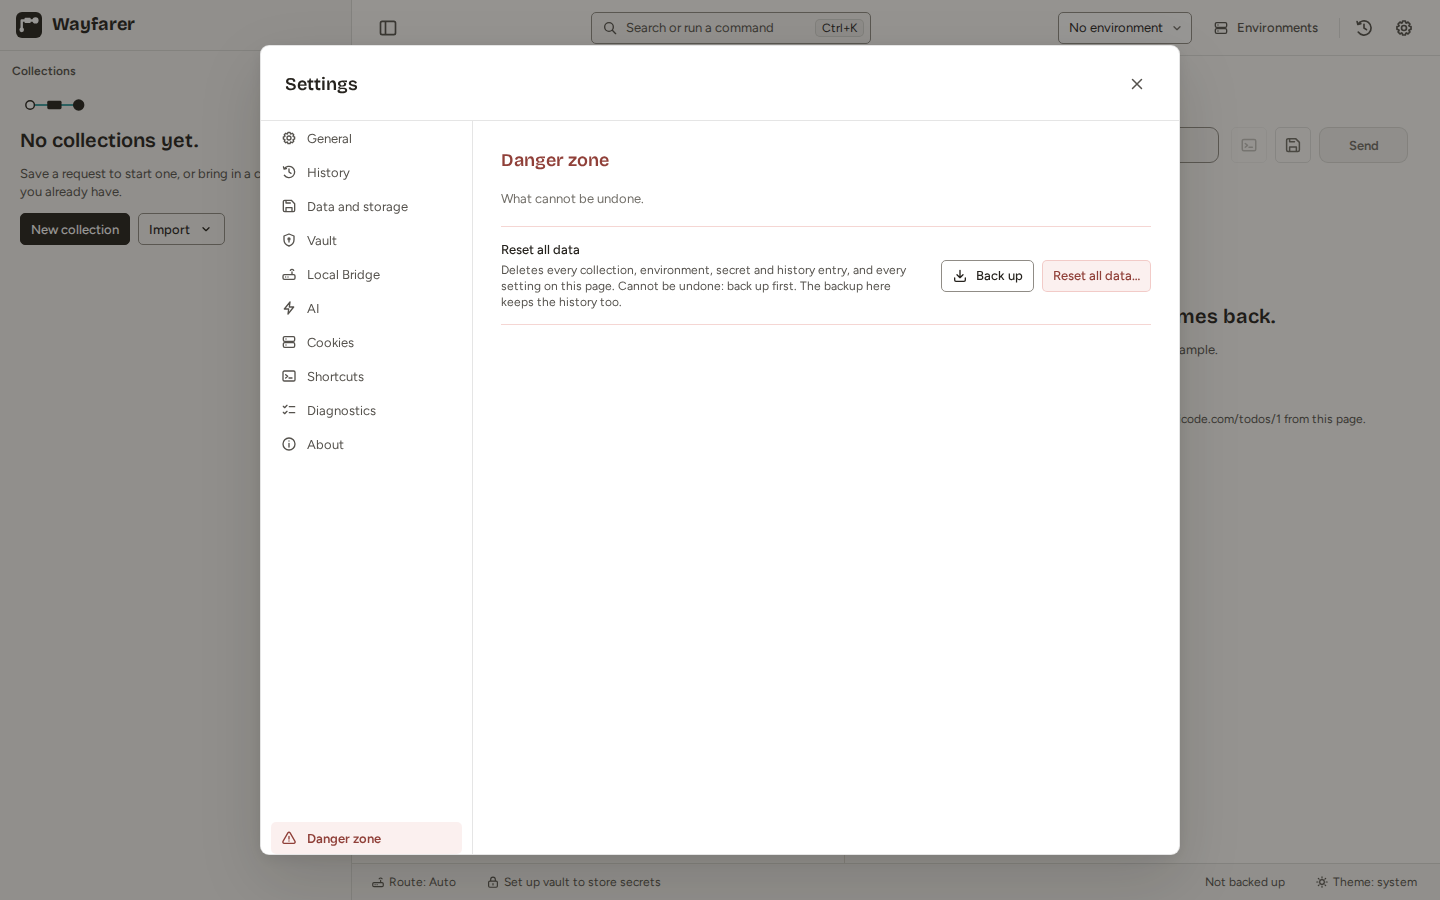 Wayfarer
Search or run a command
Ctrl+K
No environment
Environments
Collections
No collections yet.
Save a request to start one, or bring in a c
you already have.
New collection
Import
Send
mes back.
ample.
code.com/todos/1 from this page.
Settings
General
History
Data and storage
Vault
Local Bridge
AI
Cookies
Shortcuts
Diagnostics
About
Danger zone
Danger zone
What cannot be undone.
Reset all data
Deletes every collection, environment, secret and history entry, and every
setting on this page. Cannot be undone: back up first. The backup here
keeps the history too.
Back up
Reset all data...
Route: Auto
Set up vault to store secrets
Not backed up
Theme: system